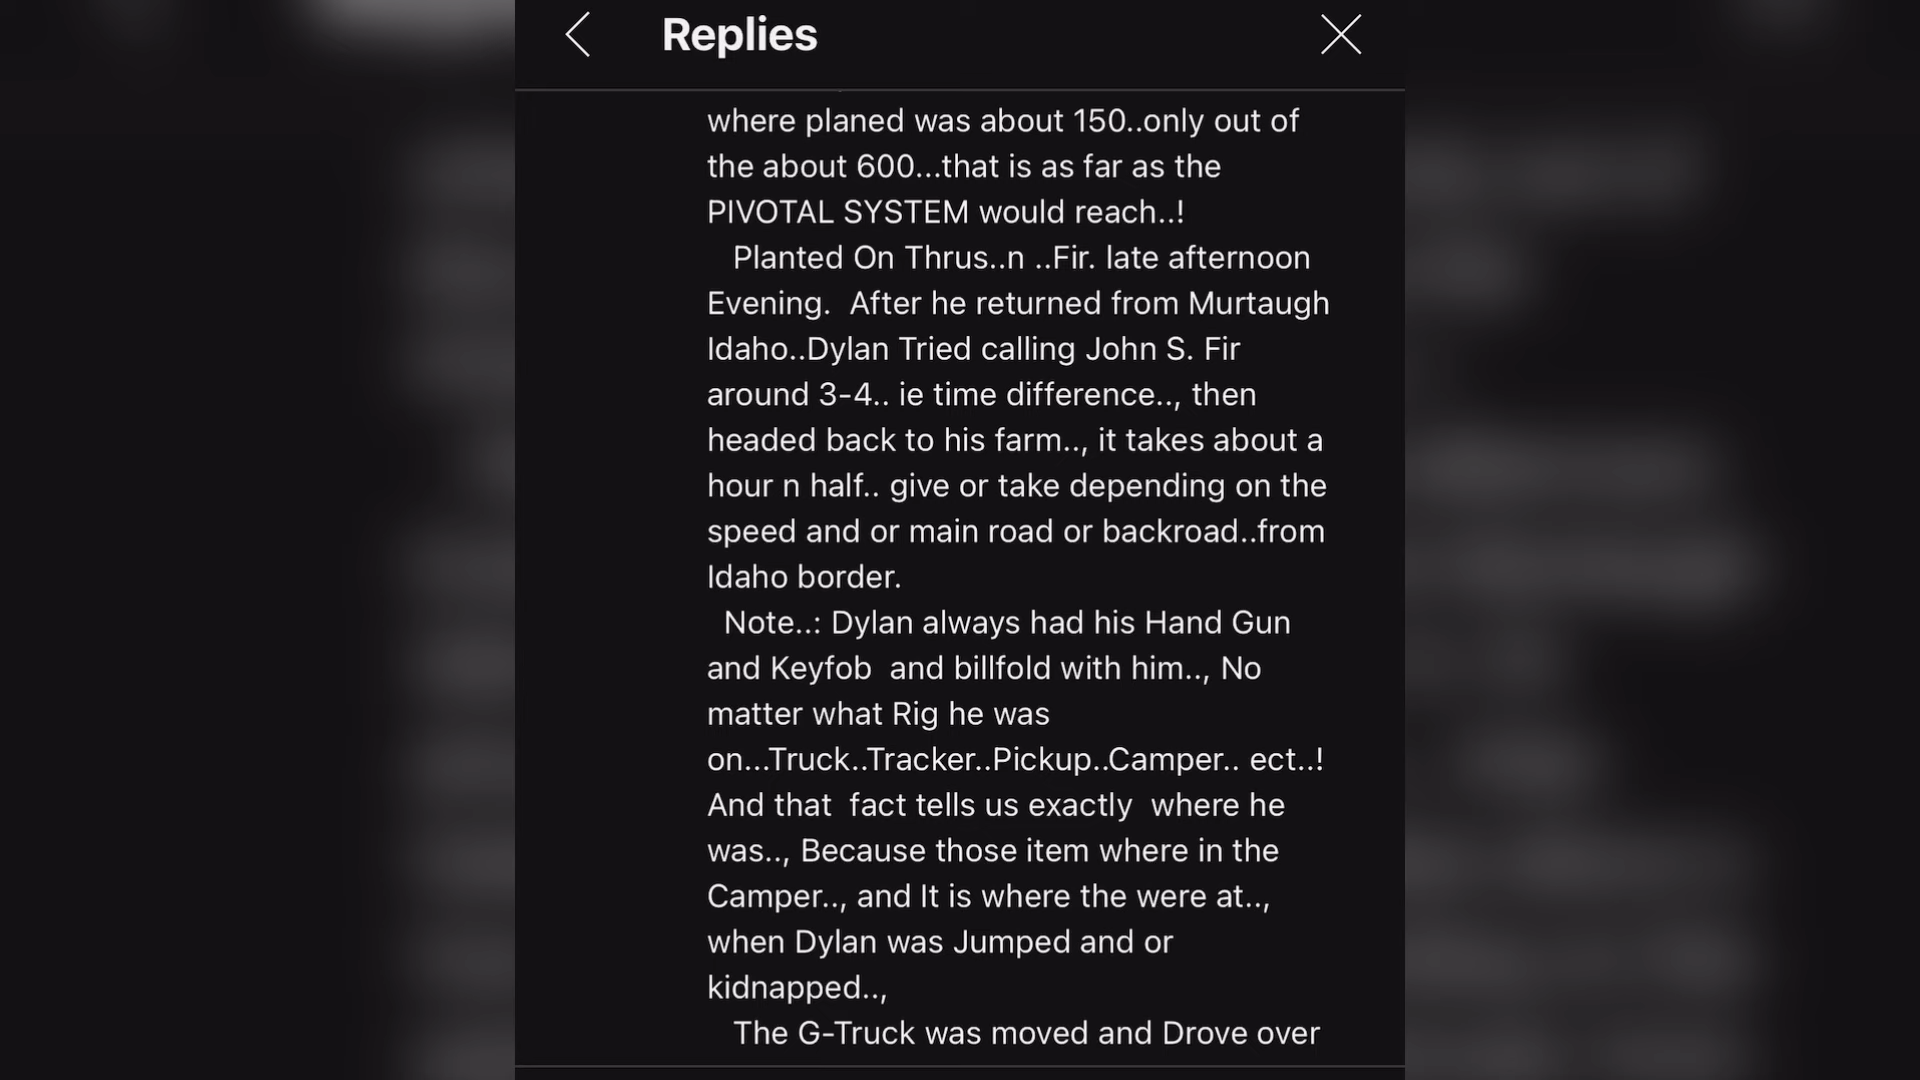 Replies
where planed was about 150..only out of
the about 600...that is as far as the
PIVOTAL SYSTEM would reach..!
Planted On Thrus..n ..Fir. late afternoon
Evening.  After he returned from Murtaugh
Idaho..Dylan Tried calling John S. Fir
around 3-4.. ie time difference.., then
headed back to his farm.., it takes about a
hour n half.. give or take depending on the
speed and or main road or backroad..from
Idaho border.
Note..: Dylan always had his Hand Gun
and Keyfob  and billfold with him.., No
matter what Rig he was
on...Truck..Tracker..Pickup..Camper.. ect..!
And that  fact tells us exactly  where he
was.., Because those item where in the
Camper.., and It is where the were at..,
when Dylan was Jumped and or
kidnapped..,
The G-Truck was moved and Drove over